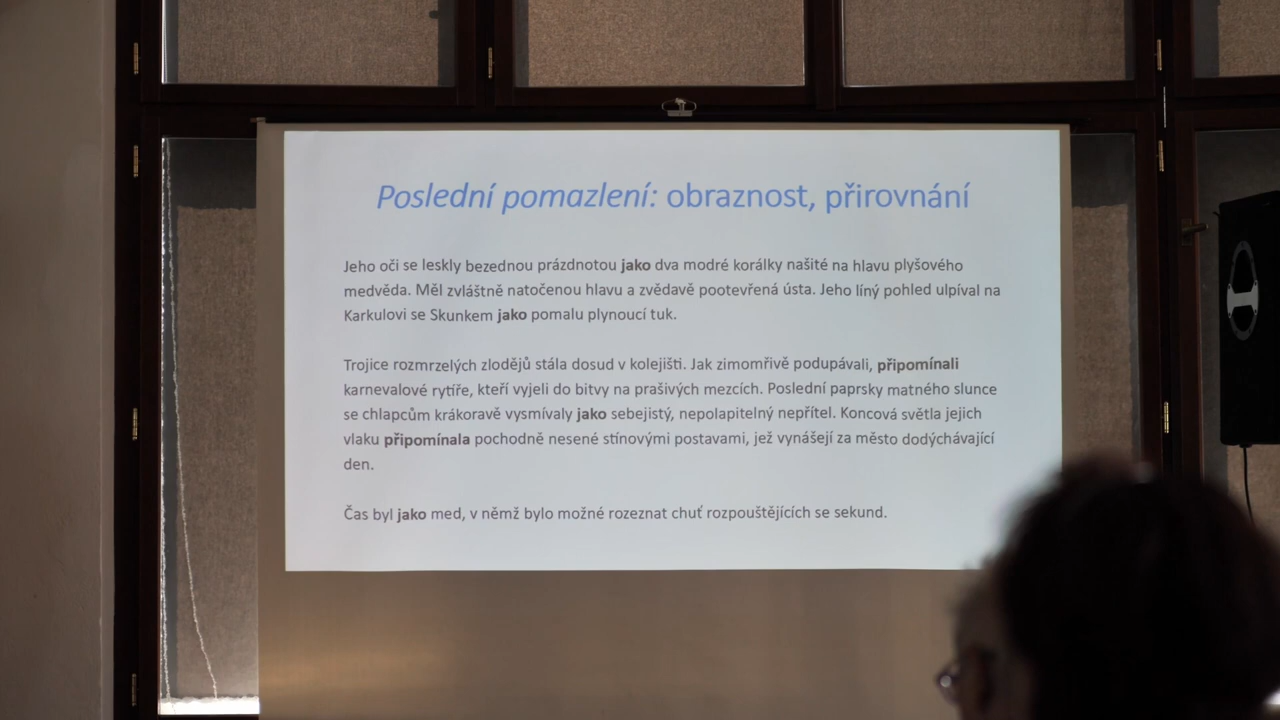 Poslední pomazlení: obraznost, přirovnání
Jeho oči se leskly bezednou prázdnotou jako dva modré korálky našité na hlavu plyšového
medvěda. Měl zvláštně natočenou hlavu a zvědavě pootevřená ústa. Jeho líný pohled ulpíval na
Karkulovi se Skunkem jako pomalu plynoucí tuk.
Trojice rozmrzelých zlodějů stála dosud v kolejišti. Jak zimomřivě podupávali, připomínali
karnevalové rytíře, kteří vyjeli do bitvy na prašivých mezcích. Poslední paprsky matného slunce
se chlapcům krákoravě vysmívaly jako sebejistý, nepolapitelný nepřítel. Koncová světla jejich
vlaku připomínala pochodně nesené stínovými postavami, jež vynášejí za město dodýchávající
den.
Čas byl jako med, v němž bylo možné rozeznat chuť rozpouštějících se sekund.